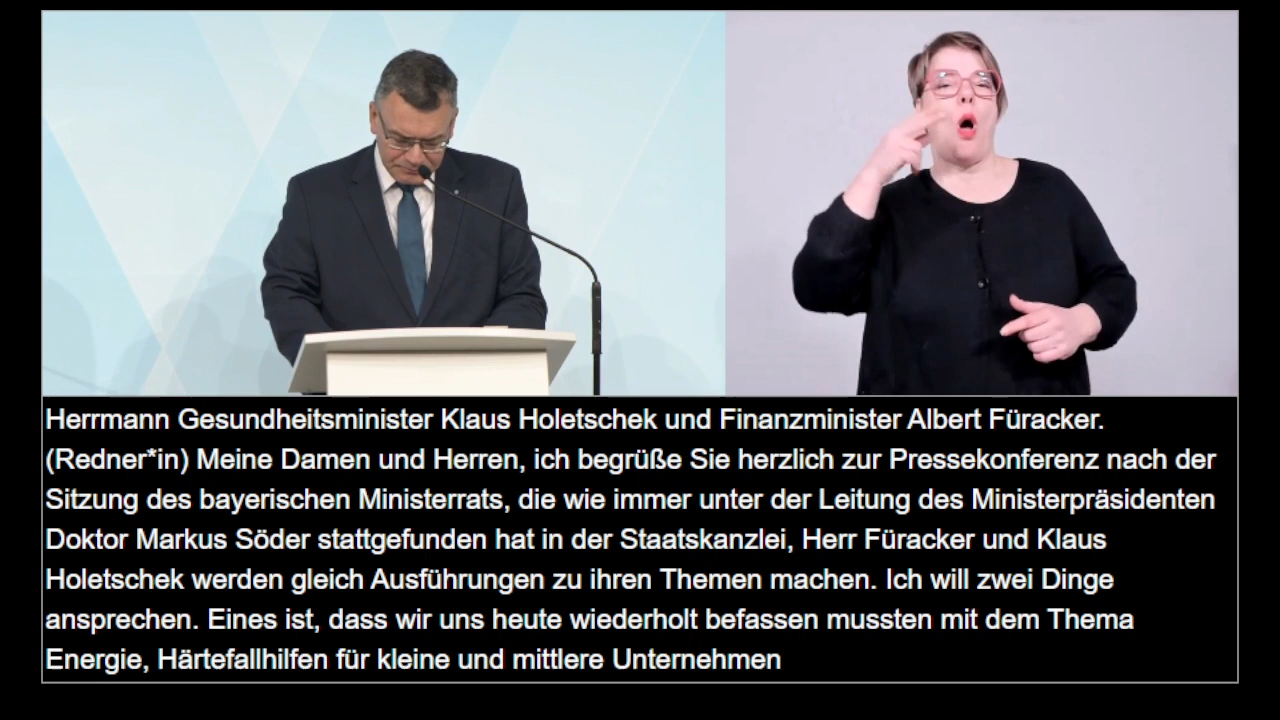 Herrmann Gesundheitsminister Klaus Holetschek und Finanzminister Albert Füracker.
(Redner*in) Meine Damen und Herren, ich begrüße Sie herzlich zur Pressekonferenz nach der
Sitzung des bayerischen Ministerrats, die wie immer unter der Leitung des Ministerpräsidenten
Doktor Markus Söder stattgefunden hat in der Staatskanzlei, Herr Füracker und Klaus
Holetschek werden gleich Ausführungen zu ihren Themen machen. Ich will zwei Dinge
ansprechen. Eines ist, dass wir uns heute wiederholt befassen mussten mit dem Thema
Energie, Härtefallhilfen für kleine und mittlere Unternehmen